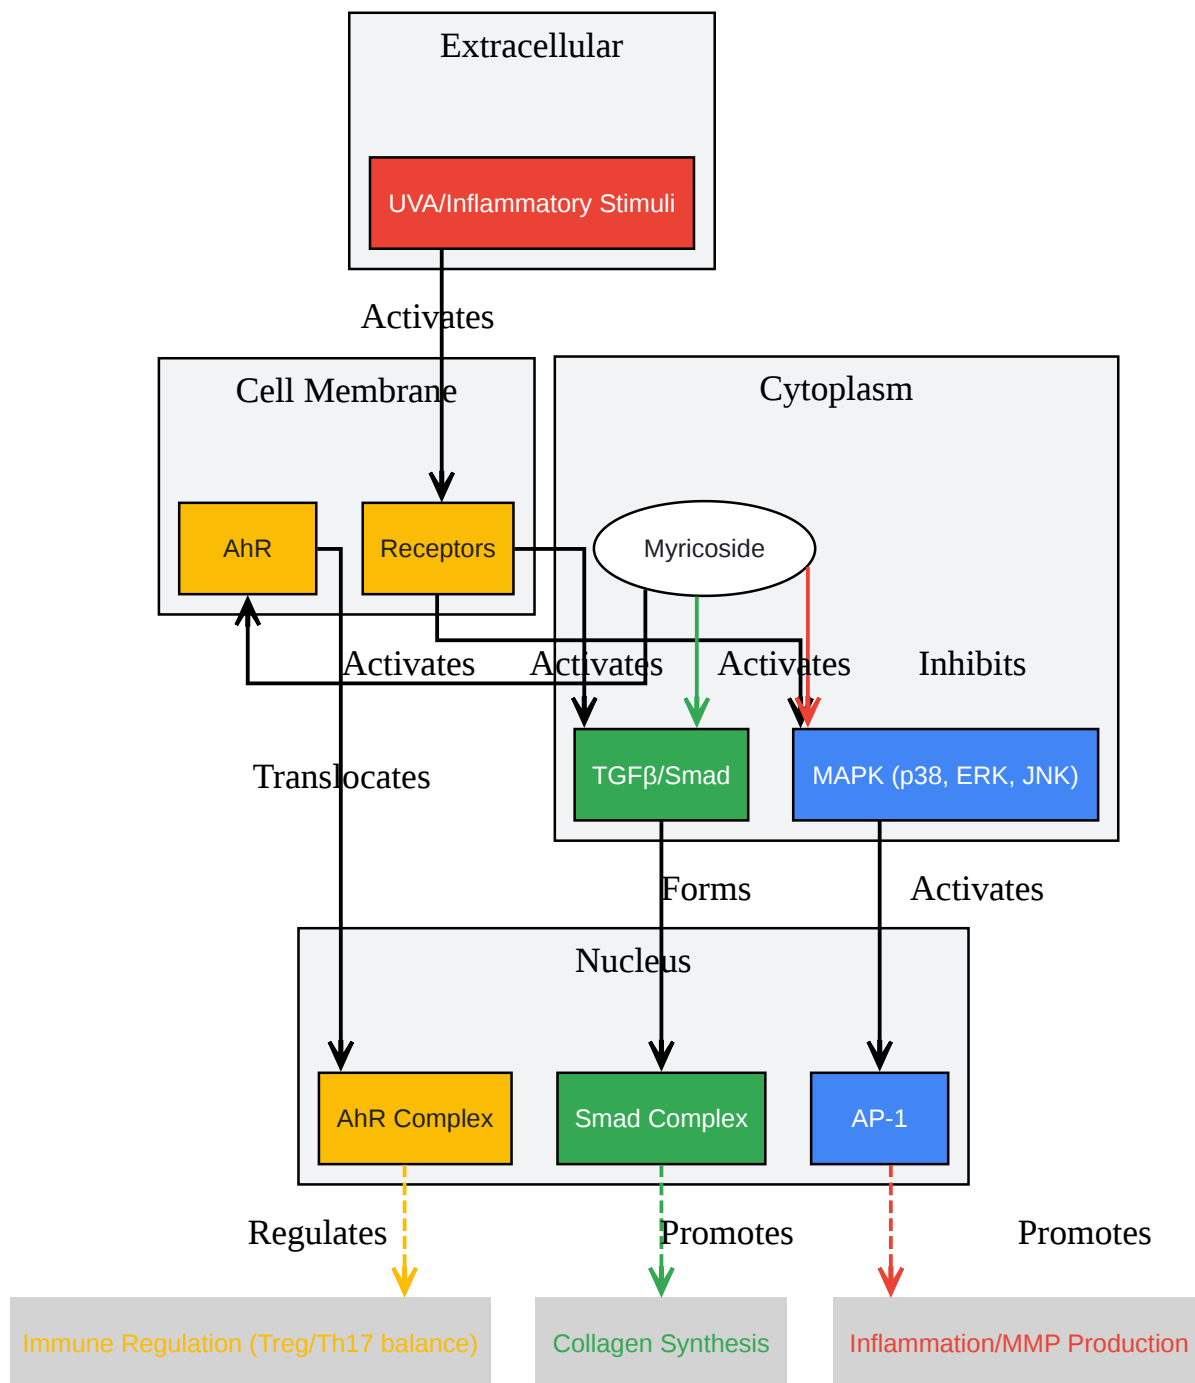 Extracellular
UVA/Inflammatory Stimuli
Activates
Cell Membrane
Cytoplasm
AhR
Receptors
Myricoside
Activates
Activates
Activates
Inhibits
Translocates
TGFβ/Smad
MAPK (p38, ERK, JNK)
Forms
Activates
Nucleus
AhR Complex
Smad Complex
AP-1
Regulates
Promotes
Promotes
Immune Regulation (Treg/Th17 balance)
Collagen Synthesis
Inflammation/MMP Production